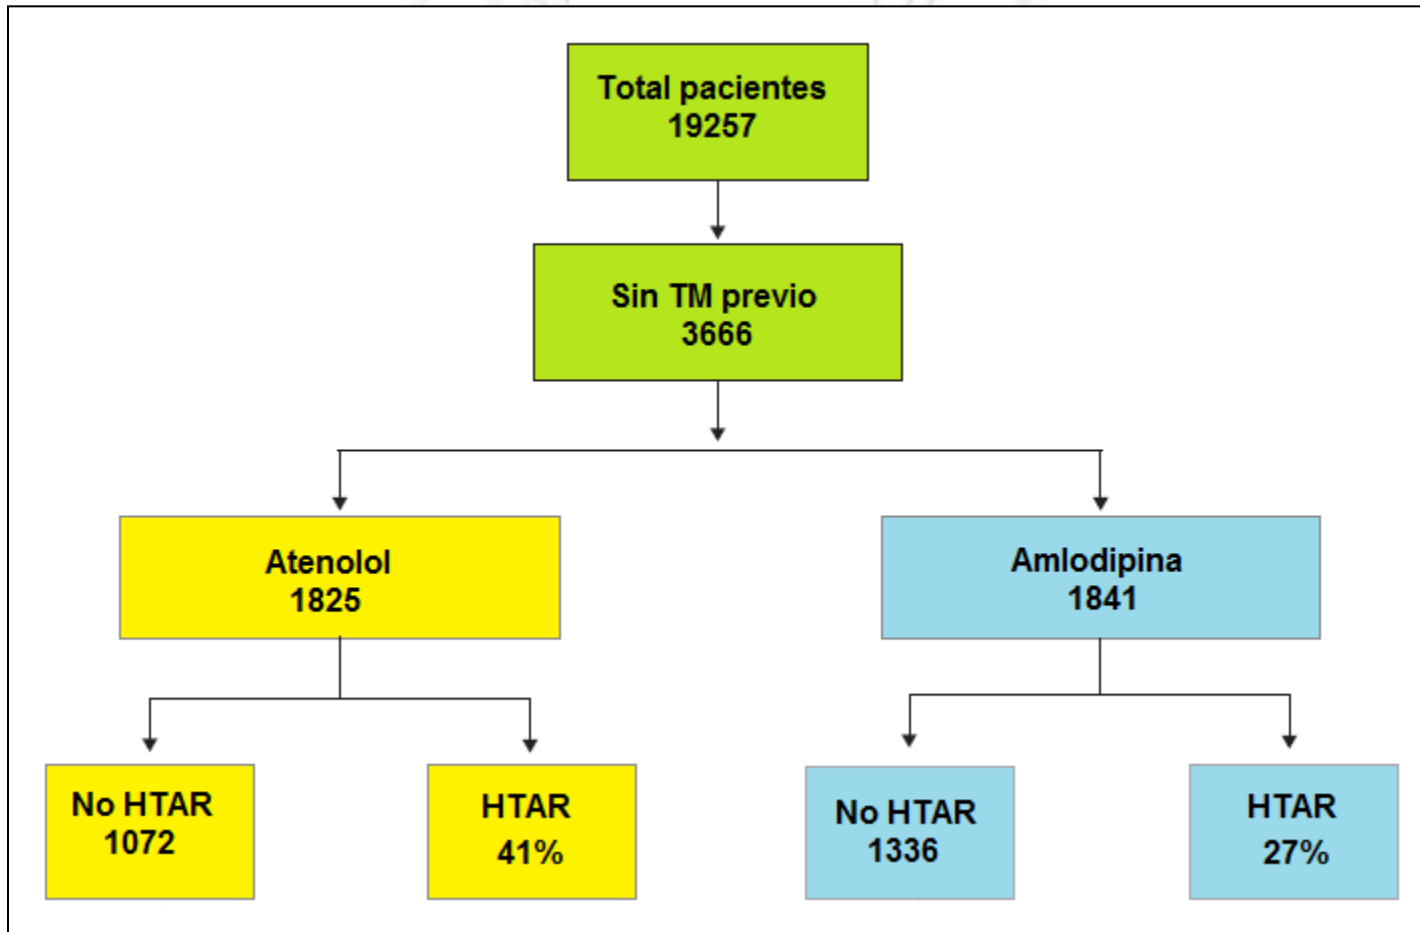 Total pacientes
19257
Sin TM previo
3666
Atenolol
1825
Amlodipina
1841
No HTAR
1072
HTAR
41%
No HTAR
1336
HTAR
27%